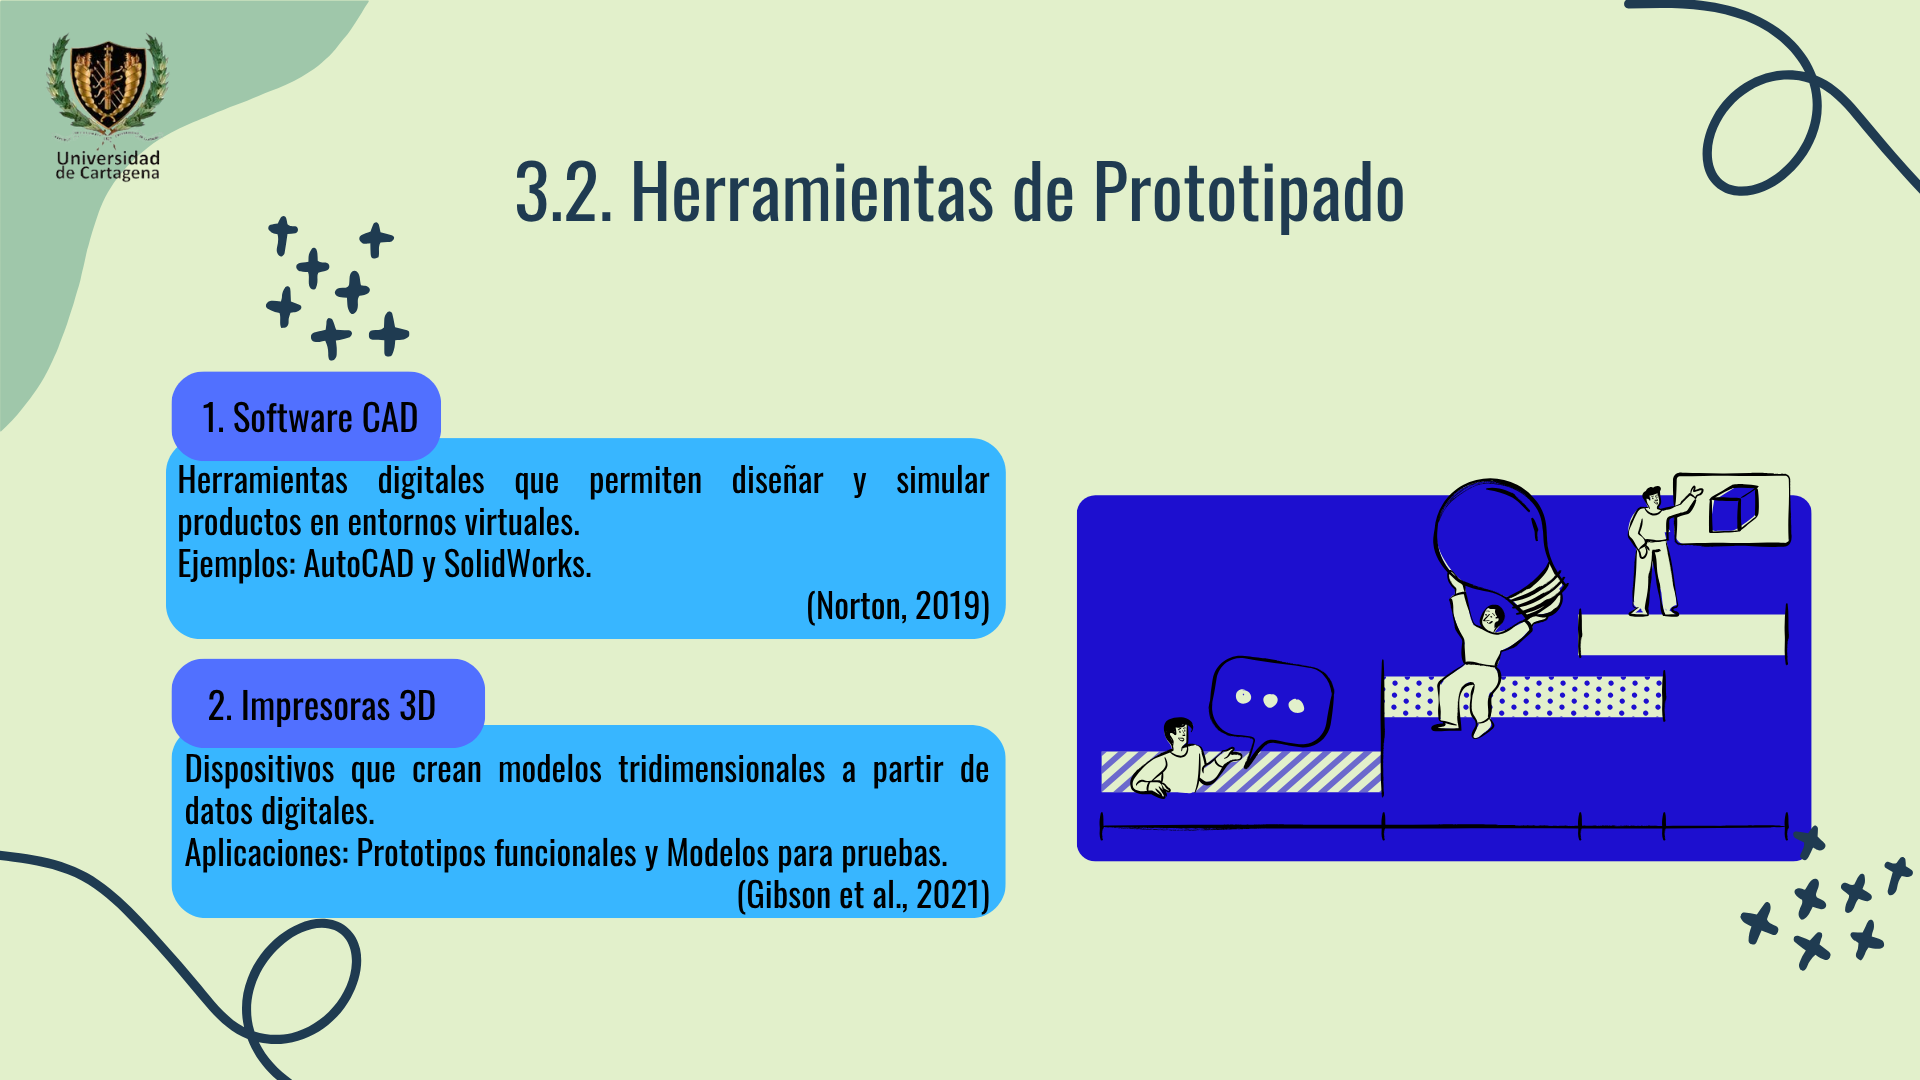 Universidad
de Cartagena
3.2. Herramientas de Prototipado
1. Software CAD
Herramientas digitales que permiten diseñar y simular
productos en entornos virtuales.
Ejemplos: AutoCAD y SolidWorks.
(Norton, 2019)
2. Impresoras 3D
Dispositivos que crean modelos tridimensionales a partir de
datos digitales.
Aplicaciones: Prototipos funcionales y Modelos para pruebas.
(Gibson et al., 2021)